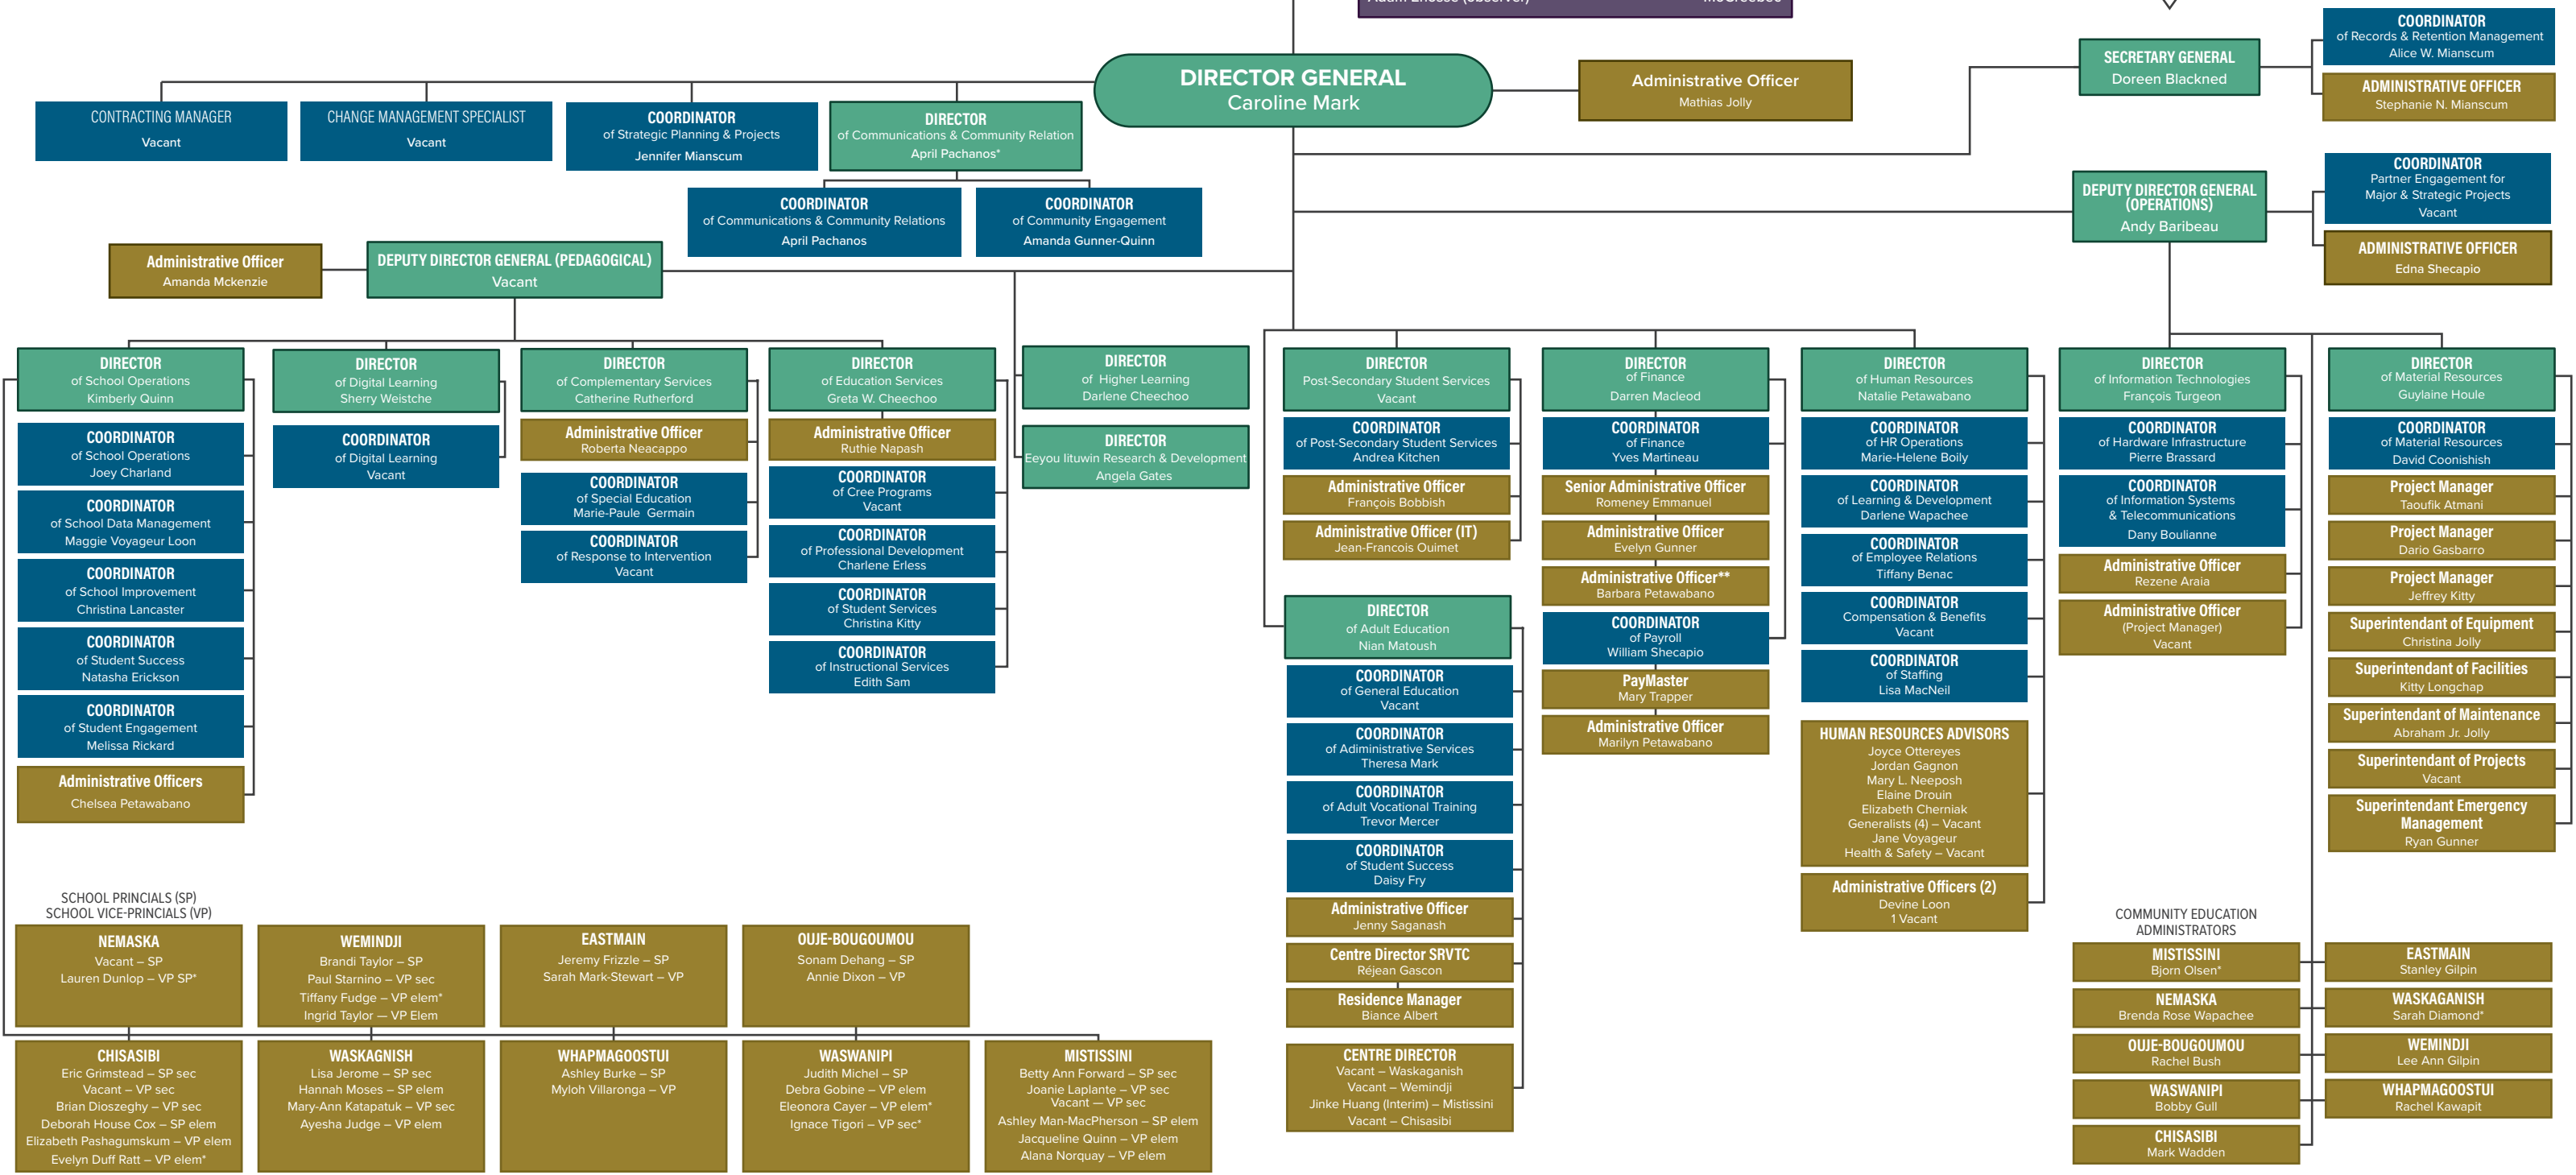 DIRECTOR GENERAL
Caroline Mark
Administrative Officer
Mathias Jolly
SECRETARY GENERAL
Doreen Blackned
COORDINATOR
of Records & Retention Management
Alice W. Mianscum
ADMINISTRATIVE OFFICER
Stephanie N. Mianscum
CONTRACTING MANAGER
Vacant
CHANGE MANAGEMENT SPECIALIST
Vacant
COORDINATOR
of Strategic Planning & Projects
Jennifer Mianscum
DIRECTOR
of Communications & Community Relation
April Pachanos*
COORDINATOR
of Communications & Community Relations
April Pachanos
COORDINATOR
of Community Engagement
Amanda Gunner-Quinn
DEPUTY DIRECTOR GENERAL
(OPERATIONS)
Andy Baribeau
COORDINATOR
Partner Engagement for
Major & Strategic Projects
Vacant
ADMINISTRATIVE OFFICER
Edna Shecapio
Administrative Officer
Amanda Mckenzie
DEPUTY DIRECTOR GENERAL (PEDAGOGICAL)
Vacant
DIRECTOR
of School Operations
Kimberly Quinn
COORDINATOR
of School Operations
Joey Charland
COORDINATOR
of School Data Management
Maggie Voyageur Loon
COORDINATOR
of School Improvement
Christina Lancaster
COORDINATOR
of Student Success
Natasha Erickson
COORDINATOR
of Student Engagement
Melissa Rickard
Administrative Officers
Chelsea Petawabano
DIRECTOR
of Digital Learning
Sherry Weistche
COORDINATOR
of Digital Learning
Vacant
DIRECTOR
of Complementary Services
Catherine Rutherford
Administrative Officer
Roberta Neacappo
COORDINATOR
of Special Education
Marie-Paule Germain
COORDINATOR
of Response to Intervention
Vacant
DIRECTOR
of Education Services
Greta W. Cheechoo
Administrative Officer
Ruthie Napash
COORDINATOR
of Cree Programs
Vacant
COORDINATOR
of Professional Development
Charlene Erless
COORDINATOR
of Student Services
Christina Kitty
COORDINATOR
of Instructional Services
Edith Sam
DIRECTOR
of Higher Learning
Darlene Cheechoo
DIRECTOR
Eeyou Iituwin Research & Development
Angela Gates
DIRECTOR
Post-Secondary Student Services
Vacant
COORDINATOR
of Post-Secondary Student Services
Andrea Kitchen
Administrative Officer
François Bobbish
Administrative Officer (IT)
Jean-Francois Ouimet
DIRECTOR
of Adult Education
Nian Matoush
COORDINATOR
of General Education
Vacant
COORDINATOR
of Adiministrative Services
Theresa Mark
COORDINATOR
of Adult Vocational Training
Trevor Mercer
COORDINATOR
of Student Success
Daisy Fry
Administrative Officer
Jenny Saganash
Centre Director SRVTC
Réjean Gascon
Residence Manager
Biance Albert
CENTRE DIRECTOR
Vacant – Waskaganish
Vacant – Wemindji
Jinke Huang (Interim) – Mistissini
Vacant – Chisasibi
DIRECTOR
of Finance
Darren Macleod
COORDINATOR
of Finance
Yves Martineau
Senior Administrative Officer
Romeney Emmanuel
Administrative Officer
Evelyn Gunner
Administrative Officer**
Barbara Petawabano
COORDINATOR
of Payroll
William Shecapio
PayMaster
Mary Trapper
Administrative Officer
Marilyn Petawabano
DIRECTOR
of Human Resources
Natalie Petawabano
COORDINATOR
of HR Operations
Marie-Helene Boily
COORDINATOR
of Learning & Development
Darlene Wapachee
COORDINATOR
of Employee Relations
Tiffany Benac
COORDINATOR
Compensation & Benefits
Vacant
COORDINATOR
of Staffing
Lisa MacNeil
HUMAN RESOURCES ADVISORS
Joyce Ottereyes
Jordan Gagnon
Mary L. Neeposh
Elaine Drouin
Elizabeth Cherniak
Generalists (4) – Vacant
Jane Voyageur
Health & Safety – Vacant
Administrative Officers (2)
Devine Loon
1 Vacant
DIRECTOR
of Information Technologies
François Turgeon
COORDINATOR
of Hardware Infrastructure
Pierre Brassard
COORDINATOR
of Information Systems
& Telecommunications
Dany Boulianne
Administrative Officer
Rezene Araia
Administrative Officer
(Project Manager)
Vacant
DIRECTOR
of Material Resources
Guylaine Houle
COORDINATOR
of Material Resources
David Coonishish
Project Manager
Taoufik Atmani
Project Manager
Dario Gasbarro
Project Manager
Jeffrey Kitty
Superintendant of Equipment
Christina Jolly
Superintendant of Facilities
Kitty Longchap
Superintendant of Maintenance
Abraham Jr. Jolly
Superintendant of Projects
Vacant
Superintendant Emergency
Management
Ryan Gunner
SCHOOL PRINCIALS (SP)
SCHOOL VICE-PRINCIALS (VP)
NEMASKA
Vacant – SP
Lauren Dunlop – VP SP*
WEMINDJI
Brandi Taylor – SP
Paul Starnino – VP sec
Tiffany Fudge – VP elem*
Ingrid Taylor — VP Elem
EASTMAIN
Jeremy Frizzle – SP
Sarah Mark-Stewart – VP
OUJE-BOUGOUMOU
Sonam Dehang – SP
Annie Dixon – VP
CHISASIBI
Eric Grimstead – SP sec
Vacant – VP sec
Brian Dioszeghy – VP sec
Deborah House Cox – SP elem
Elizabeth Pashagumskum – VP elem
Evelyn Duff Ratt – VP elem*
WASKAGNISH
Lisa Jerome – SP sec
Hannah Moses – SP elem
Mary-Ann Katapatuk – VP sec
Ayesha Judge – VP elem
WHAPMAGOOSTUI
Ashley Burke – SP
Myloh Villaronga – VP
WASWANIPI
Judith Michel – SP
Debra Gobine – VP elem
Eleonora Cayer – VP elem*
Ignace Tigori – VP sec*
MISTISSINI
Betty Ann Forward – SP sec
Joanie Laplante – VP sec
Vacant — VP sec
Ashley Man-MacPherson – SP elem
Jacqueline Quinn – VP elem
Alana Norquay – VP elem
COMMUNITY EDUCATION
ADMINISTRATORS
MISTISSINI
Bjorn Olsen*
NEMASKA
Brenda Rose Wapachee
OUJE-BOUGOUMOU
Rachel Bush
WASWANIPI
Bobby Gull
CHISASIBI
Mark Wadden
EASTMAIN
Stanley Gilpin
WASKAGANISH
Sarah Diamond*
WEMINDJI
Lee Ann Gilpin
WHAPMAGOOSTUI
Rachel Kawapit